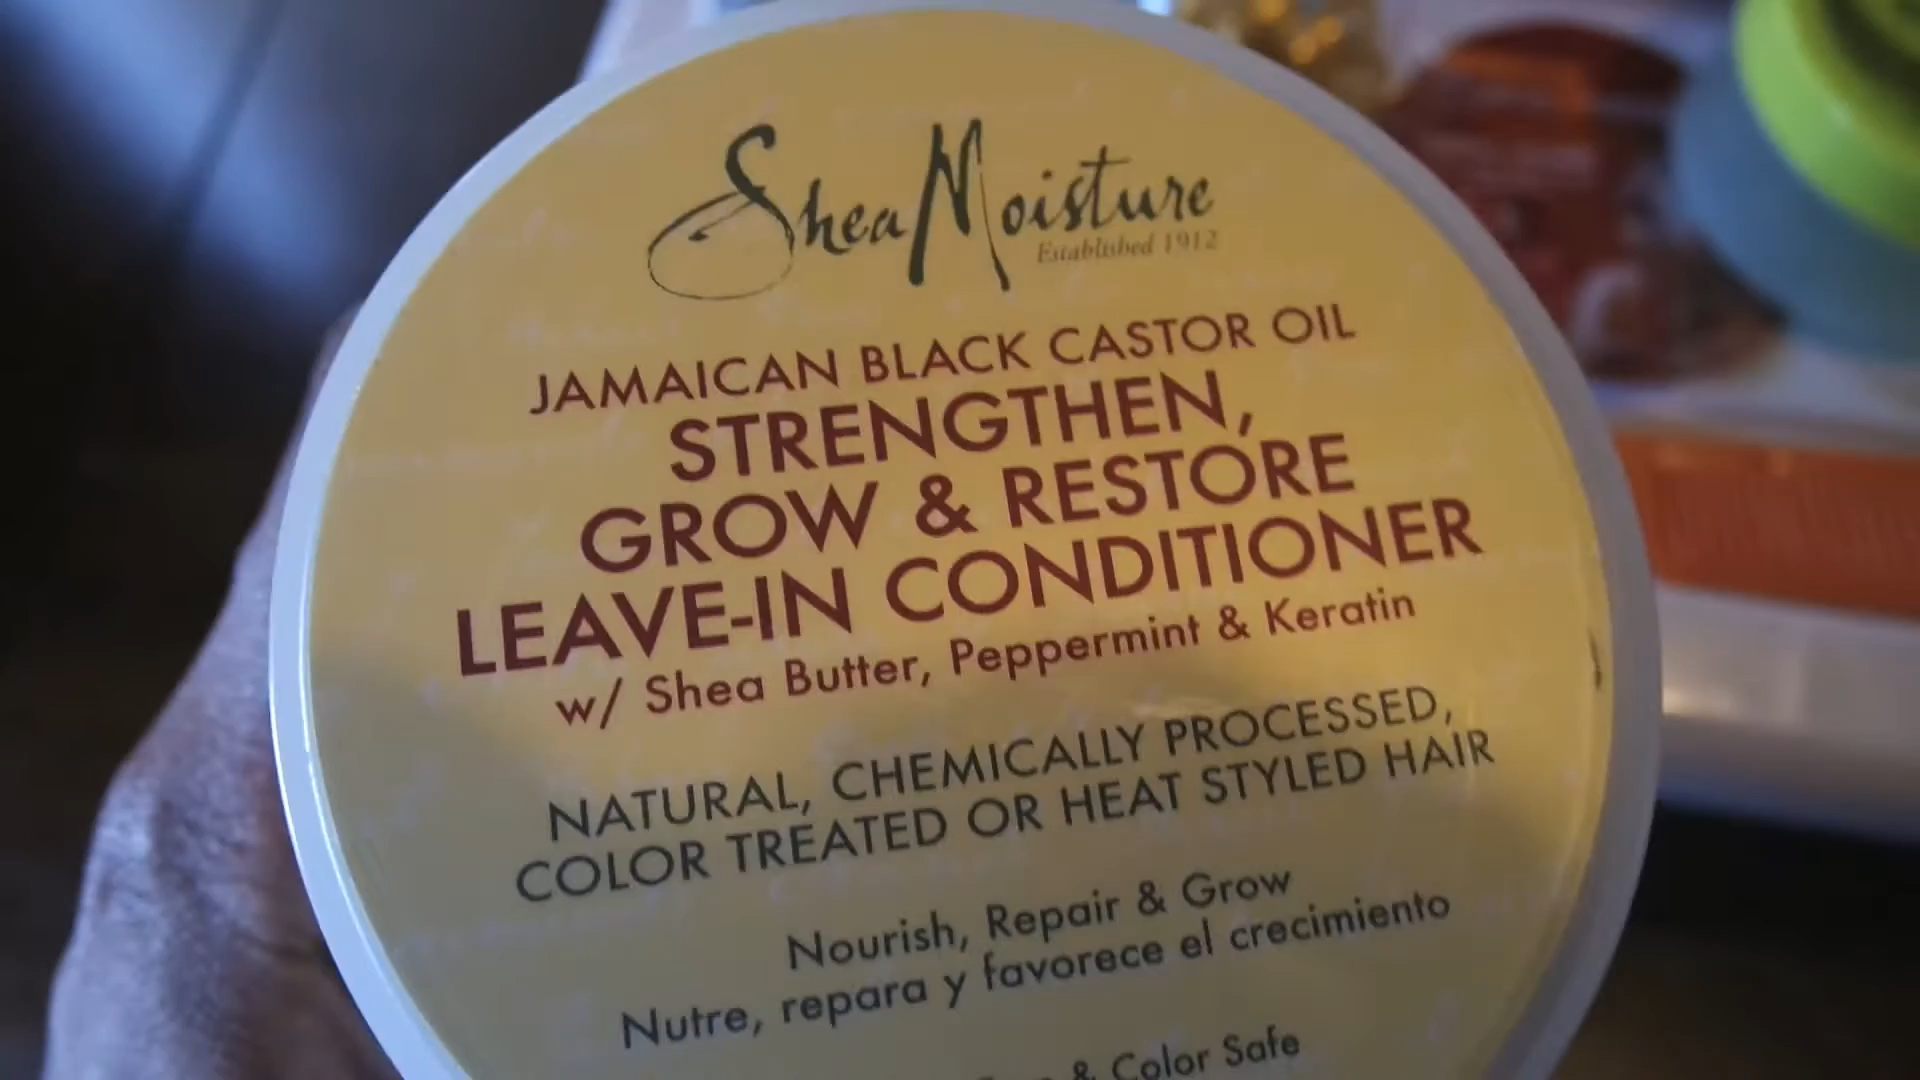 SheaMoisture
Established 1912
JAMAICAN BLACK CASTOR OIL
STRENGTHEN,
GROW & RESTORE
LEAVE-IN CONDITIONER
w/ Shea Butter, Peppermint & Keratin
NATURAL, CHEMICALLY PROCESSED,
COLOR TREATED OR HEAT STYLED HAIR
Nourish, Repair & Grow
Nutre, repara y favorece el crecimiento
& Color Safe